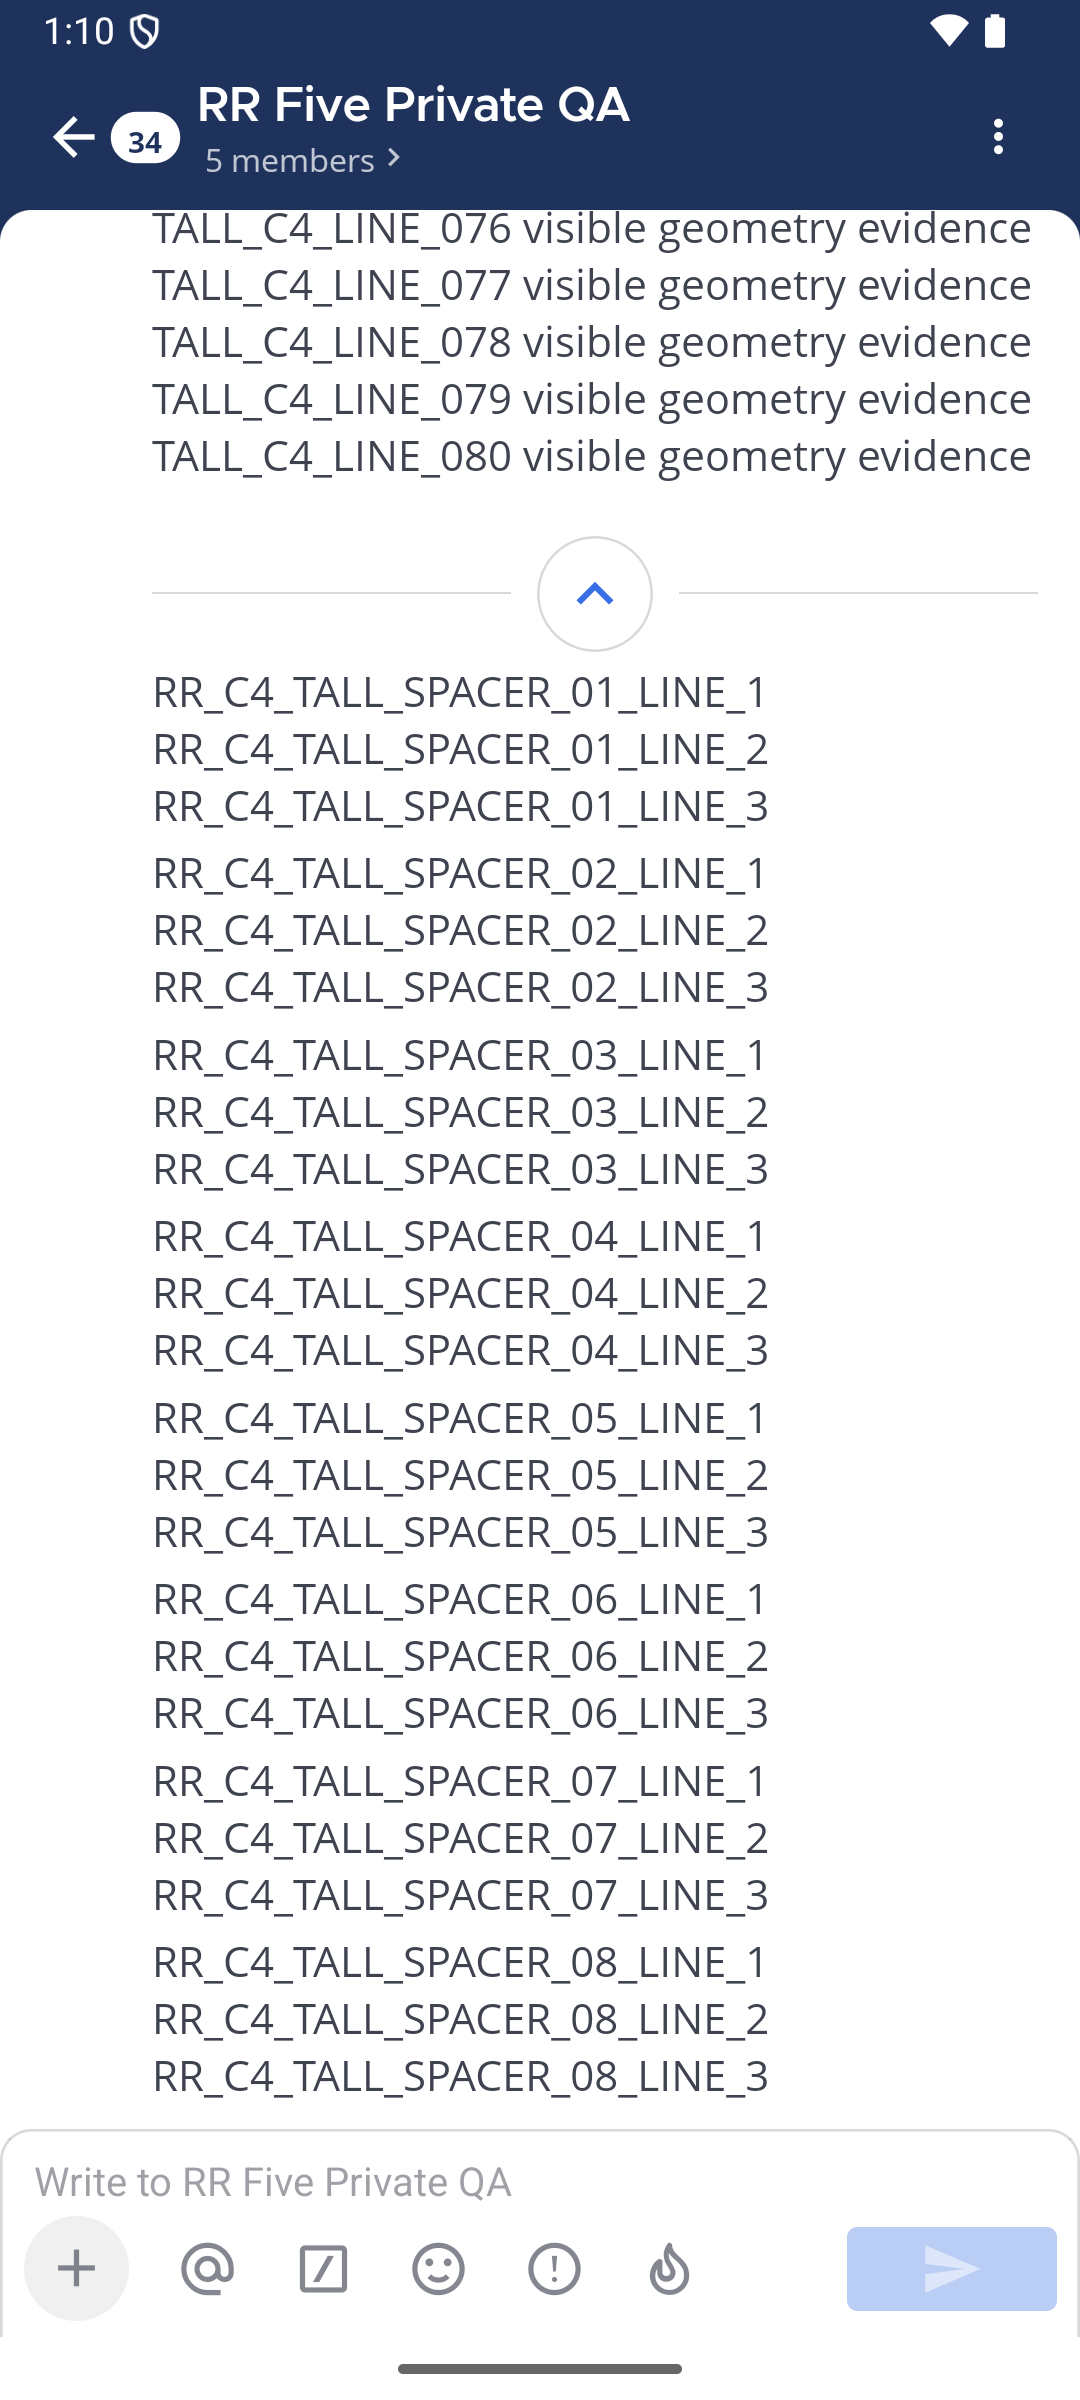 1:10
34
RR Five Private QA
5 members
TALL_C4_LINE_076 visible geometry evidence
TALL_C4_LINE_077 visible geometry evidence
TALL_C4_LINE_078 visible geometry evidence
TALL_C4_LINE_079 visible geometry evidence
TALL_C4_LINE_080 visible geometry evidence
RR_C4_TALL_SPACER_01_LINE_1
RR_C4_TALL_SPACER_01_LINE_2
RR_C4_TALL_SPACER_01_LINE_3
RR_C4_TALL_SPACER_02_LINE_1
RR_C4_TALL_SPACER_02_LINE_2
RR_C4_TALL_SPACER_02_LINE_3
RR_C4_TALL_SPACER_03_LINE_1
RR_C4_TALL_SPACER_03_LINE_2
RR_C4_TALL_SPACER_03_LINE_3
RR_C4_TALL_SPACER_04_LINE_1
RR_C4_TALL_SPACER_04_LINE_2
RR_C4_TALL_SPACER_04_LINE_3
RR_C4_TALL_SPACER_05_LINE_1
RR_C4_TALL_SPACER_05_LINE_2
RR_C4_TALL_SPACER_05_LINE_3
RR_C4_TALL_SPACER_06_LINE_1
RR_C4_TALL_SPACER_06_LINE_2
RR_C4_TALL_SPACER_06_LINE_3
RR_C4_TALL_SPACER_07_LINE_1
RR_C4_TALL_SPACER_07_LINE_2
RR_C4_TALL_SPACER_07_LINE_3
RR_C4_TALL_SPACER_08_LINE_1
RR_C4_TALL_SPACER_08_LINE_2
RR_C4_TALL_SPACER_08_LINE_3
Write to RR Five Private QA